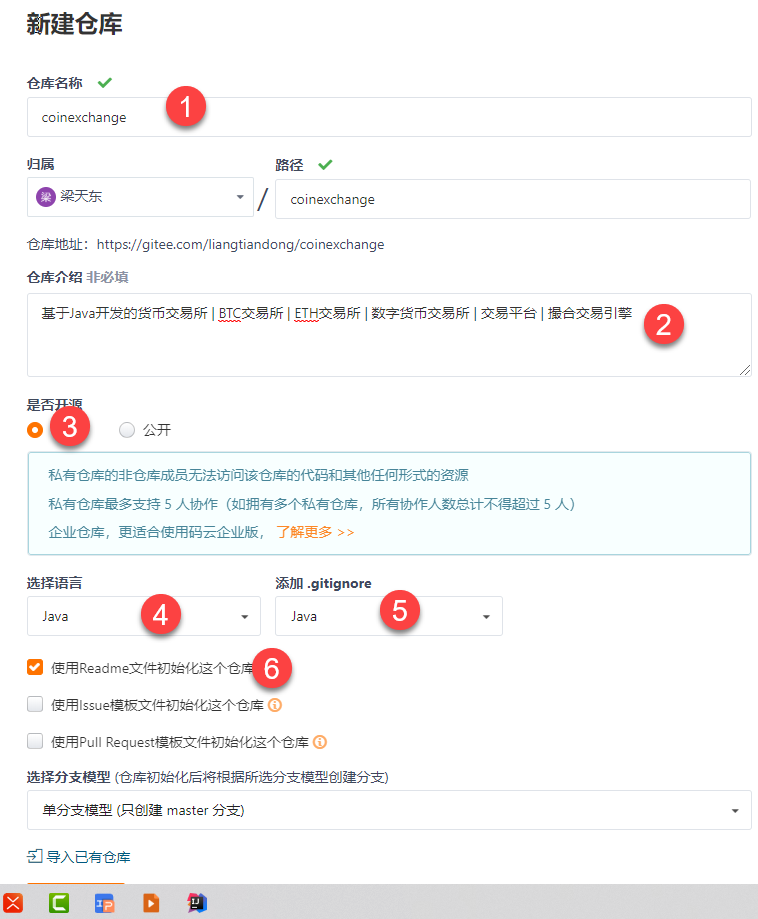 新建仓库
仓库名称
coinexchange
1
归属
路径
梁 梁天东
/
coinexchange
仓库地址：https://gitee.com/liangtiandong/coinexchange
仓库介绍 非必填
基于Java开发的货币交易所 | BTC交易所 | ETH交易所 | 数字货币交易所 | 交易平台 | 撮合交易引擎
2
是否开源
3
公开
私有仓库的非仓库成员无法访问该仓库的代码和其他任何形式的资源
私有仓库最多支持 5 人协作（如拥有多个私有仓库，所有协作人数总计不得超过 5 人）
企业仓库，更适合使用码云企业版， 了解更多 >>
选择语言
添加 .gitignore
Java
4
Java
5
使用Readme文件初始化这个仓库
6
使用Issue模板文件初始化这个仓库
使用Pull Request模板文件初始化这个仓库
选择分支模型 (仓库初始化后将根据所选分支模型创建分支)
单分支模型 (只创建 master 分支)
导入已有仓库